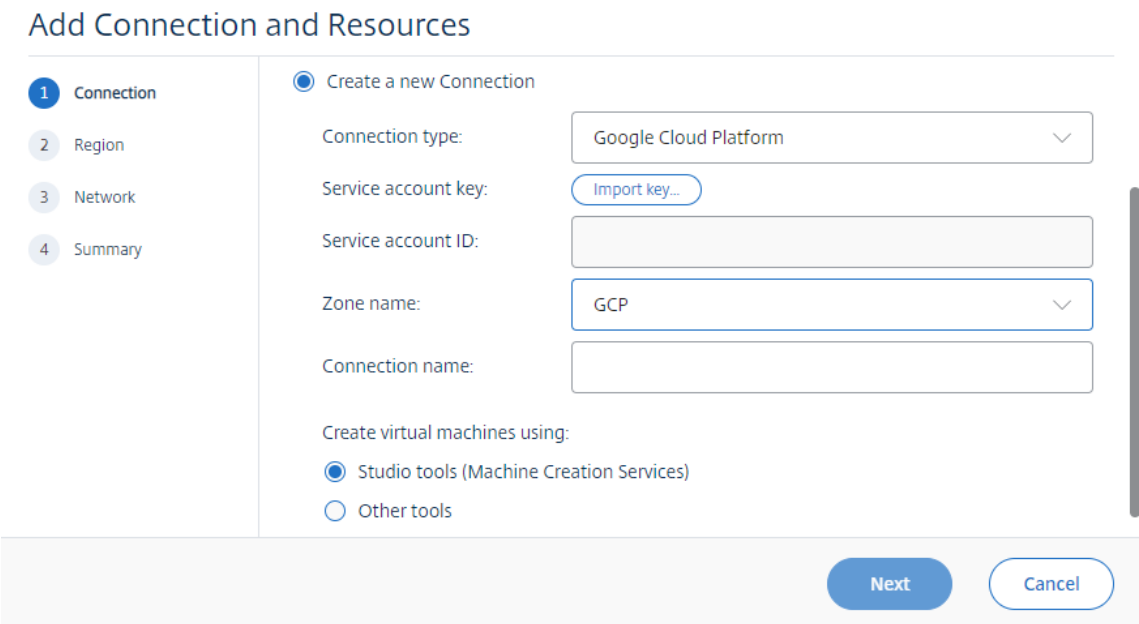 Add Connection and Resources
1 Connection
2 Region
3 Network
4 Summary
Create a new Connection
Connection type: Google Cloud Platform
Service account key: Import key...
Service account ID:
Zone name: GCP
Connection name:
Create virtual machines using:
Studio tools (Machine Creation Services)
Other tools
Next Cancel